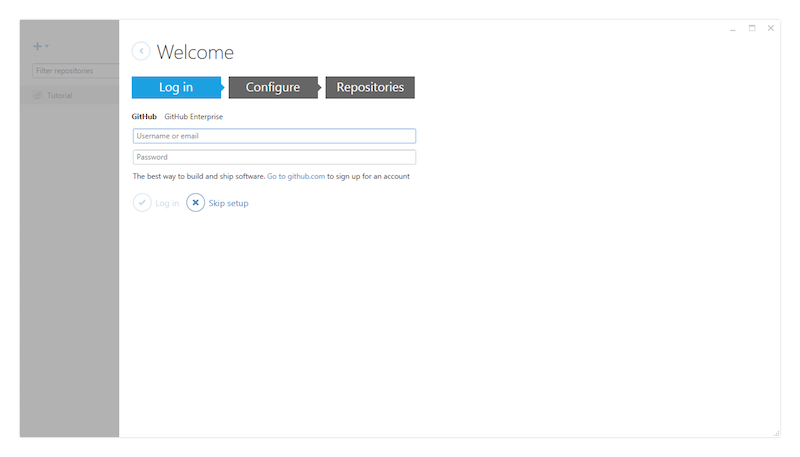 Welcome
Filter repositories
Log in
Configure
Repositories
Tutorial
GitHub
GitHub Enterprise
Username or email
Password
The best way to build and ship software. Go to github.com to sign up for an account
Log in
Skip setup